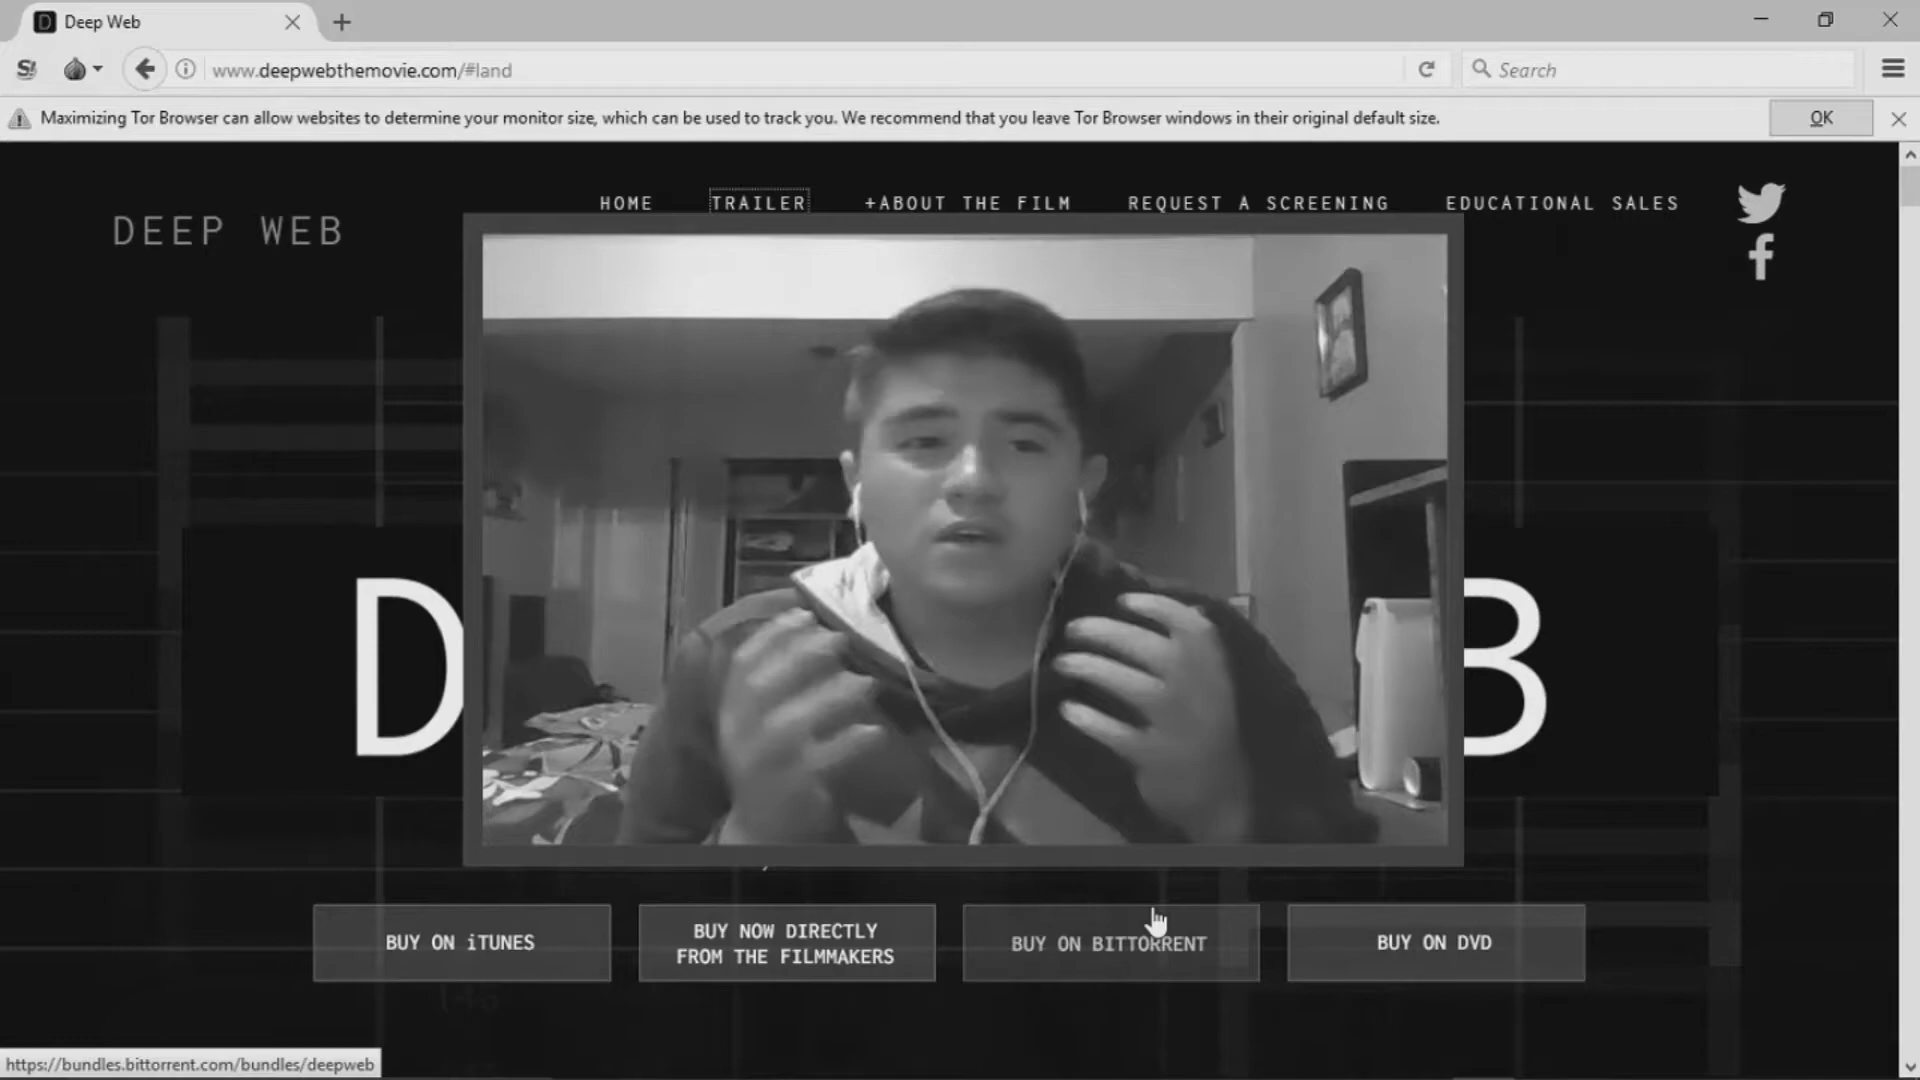 Deep Web
www.deepwebthemovie.com/#land
Search
Maximizing Tor Browser can allow websites to determine your monitor size, which can be used to track you. We recommend that you leave Tor Browser windows in their original default size.
OK
HOME
TRAILER
+ABOUT THE FILM
REQUEST A SCREENING
EDUCATIONAL SALES
DEEP WEB
D
B
BUY ON iTUNES
BUY NOW DIRECTLY
FROM THE FILMMAKERS
BUY ON BITTORRENT
BUY ON DVD
https://bundles.bittorrent.com/bundles/deepweb